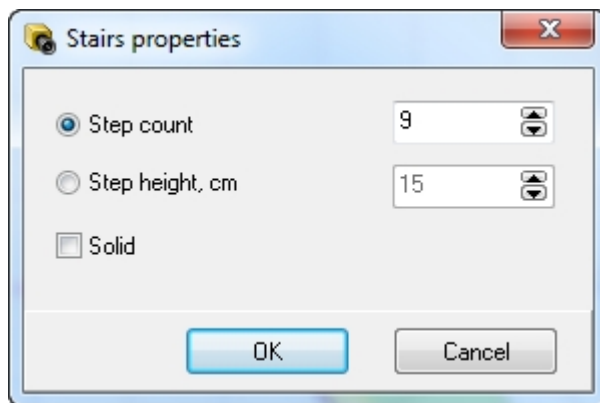 Stairs properties
Step count 9
Step height, cm 15
Solid
OK Cancel